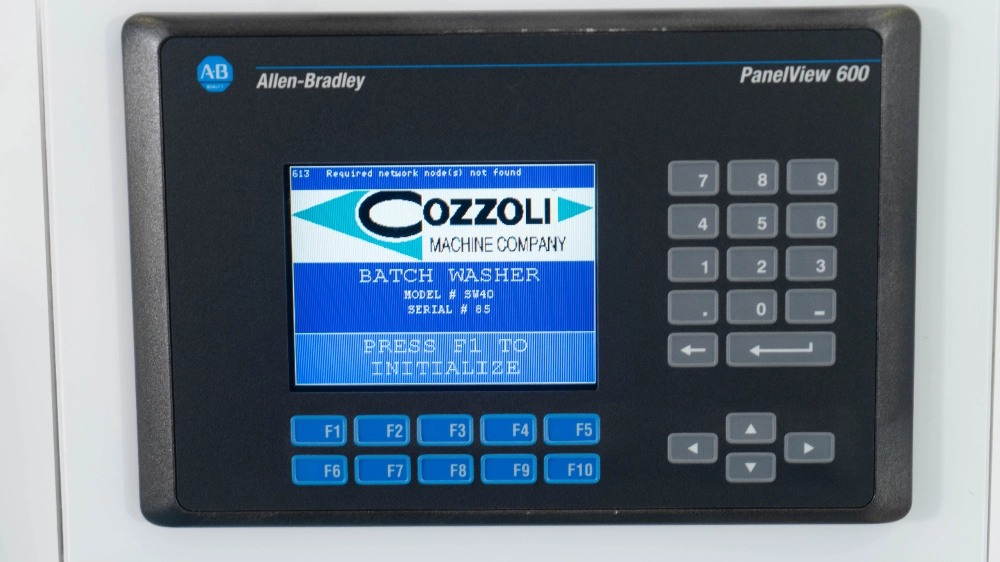 AB
QUALITY
Allen-Bradley
PanelView 600
613 Required network node(s) not found
COZZOLI
MACHINE COMPANY
BATCH WASHER
MODEL # SW40
SERIAL # 85
PRESS F1 TO
INITIALIZE
7 8 9
4 5 6
1 2 3
. 0 -
F1 F2 F3 F4 F5
F6 F7 F8 F9 F10